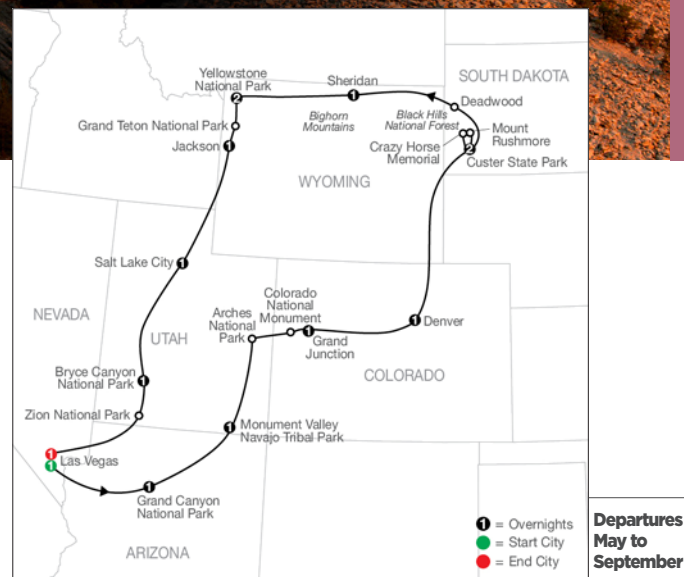 Yellowstone
National Park
2
Sheridan
1
SOUTH DAKOTA
Deadwood
Bighorn
Mountains
Black Hills
National Forest
Mount
Rushmore
Grand Teton National Park
Crazy Horse
Memorial
2
Custer State Park
Jackson
1
WYOMING
Salt Lake City
1
NEVADA
UTAH
Arches
National
Park
Colorado
National
Monument
1
Grand
Junction
1
Denver
COLORADO
Bryce Canyon
National Park
1
Zion National Park
1
Monument Valley
Navajo Tribal Park
1
1
Las Vegas
1
Grand Canyon
National Park
ARIZONA
1 = Overnights
= Start City
= End City
Departures
May to
September